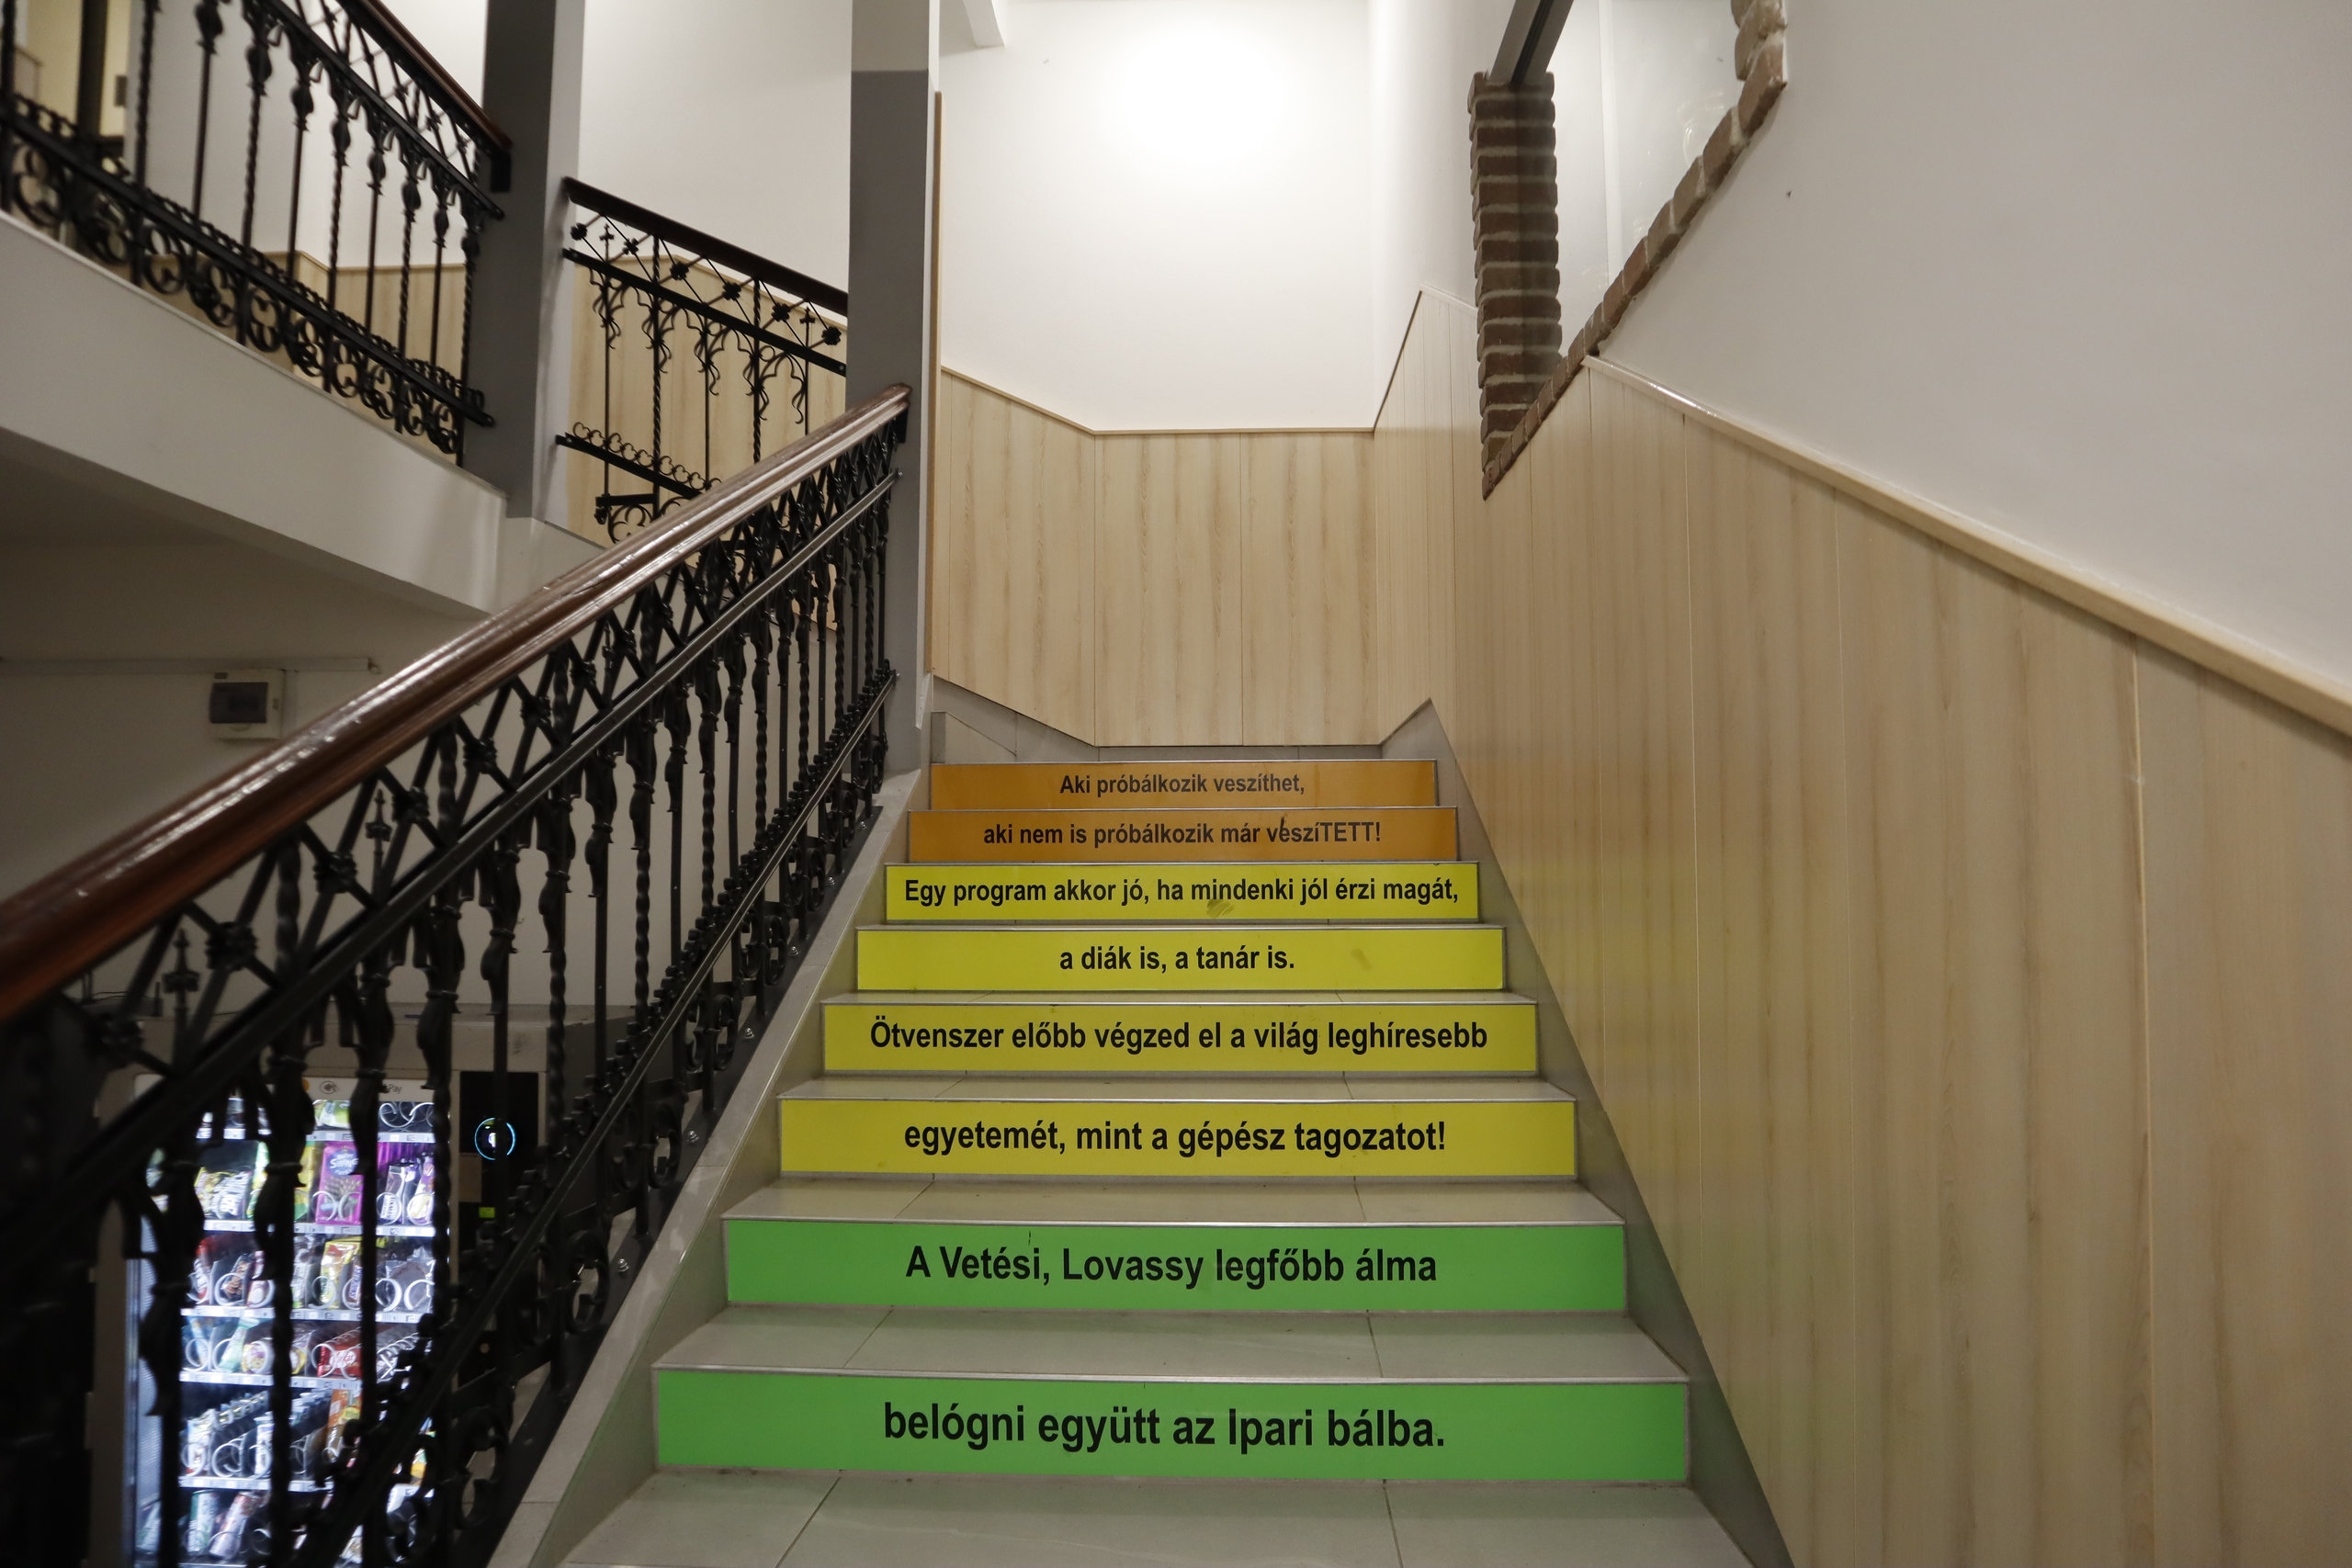 Aki próbálkozik veszíthet,
aki nem is próbálkozik már veszíTETT!
Egy program akkor jó, ha mindenki jól érzi magát,
a diák is, a tanár is.
Ötvenszer előbb végzed el a világ leghíresebb
egyetemét, mint a gépész tagozatot!
A Vetési, Lovassy legfőbb álma
belógni együtt az Ipari bálba.